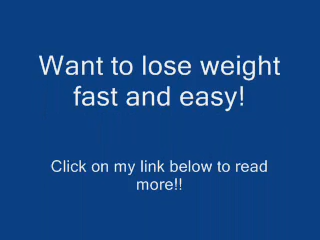 Want to lose weight
fast and easy!
Click on my link below to read
more!!